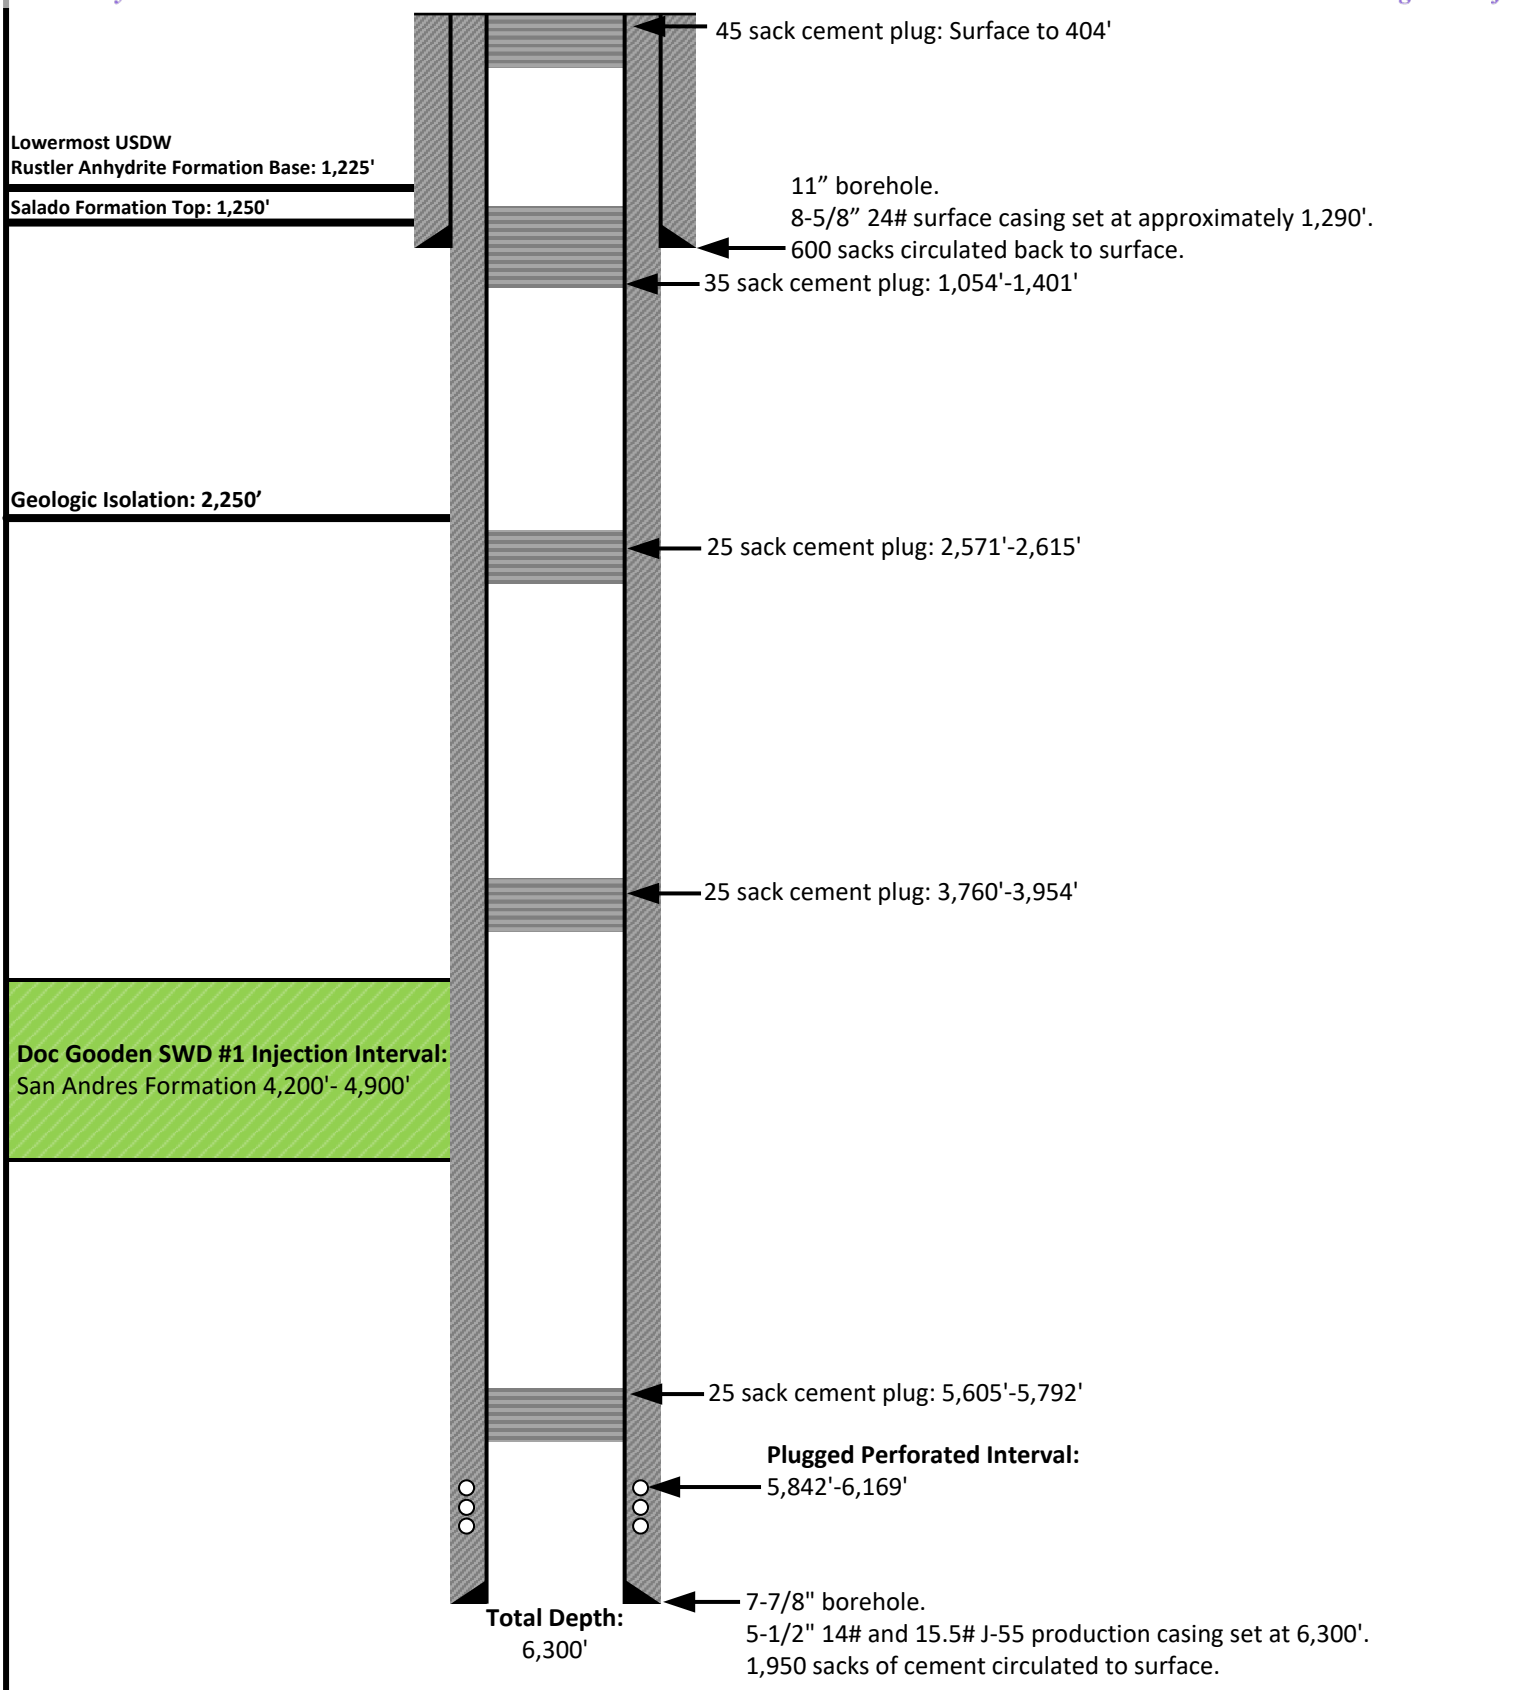 45 sack cement plug: Surface to 404'
Lowermost USDW
Rustler Anhydrite Formation Base: 1,225'
Salado Formation Top: 1,250'
11” borehole.
8-5/8” 24# surface casing set at approximately 1,290'.
600 sacks circulated back to surface.
35 sack cement plug: 1,054'-1,401'
Geologic Isolation: 2,250’
25 sack cement plug: 2,571'-2,615'
25 sack cement plug: 3,760'-3,954'
Doc Gooden SWD #1 Injection Interval:
San Andres Formation 4,200'- 4,900'
25 sack cement plug: 5,605'-5,792'
Plugged Perforated Interval:
5,842'-6,169'
Total Depth:
6,300'
7-7/8" borehole.
5-1/2" 14# and 15.5# J-55 production casing set at 6,300'.
1,950 sacks of cement circulated to surface.